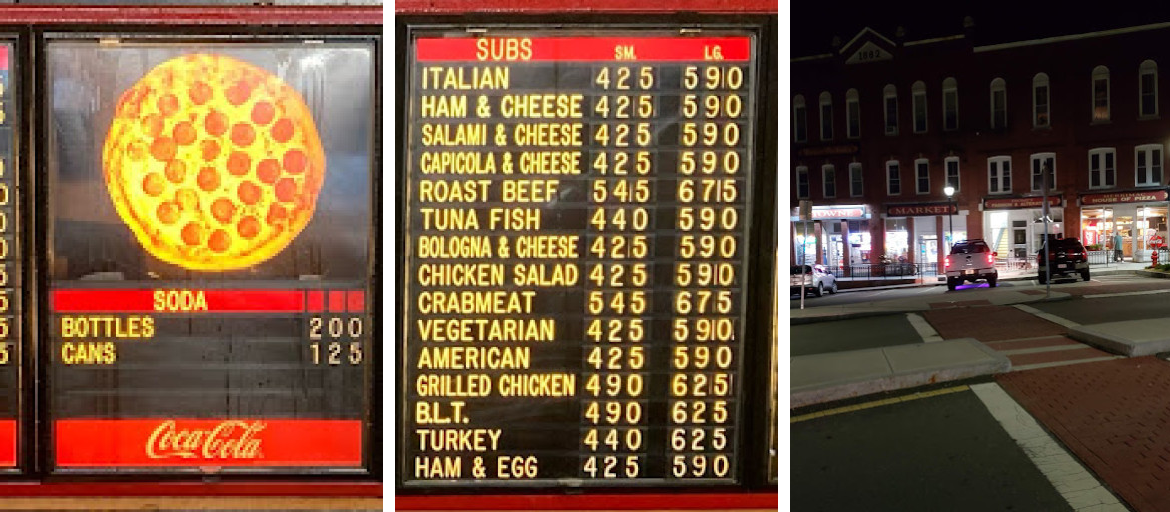 SODA
BOTTLES 200
CANS 125
Coca-Cola
SUBS SM. LG.
ITALIAN 425 590
HAM & CHEESE 425 590
SALAMI & CHEESE 425 590
CAPICOLA & CHEESE 425 590
ROAST BEEF 545 675
TUNA FISH 440 590
BOLOGNA & CHEESE 425 590
CHICKEN SALAD 425 590
CRABMEAT 545 675
VEGETARIAN 425 590
AMERICAN 425 590
GRILLED CHICKEN 490 625
B.L.T. 490 625
TURKEY 440 625
HAM & EGG 425 590
MARKET
HOUSE OF PIZZA